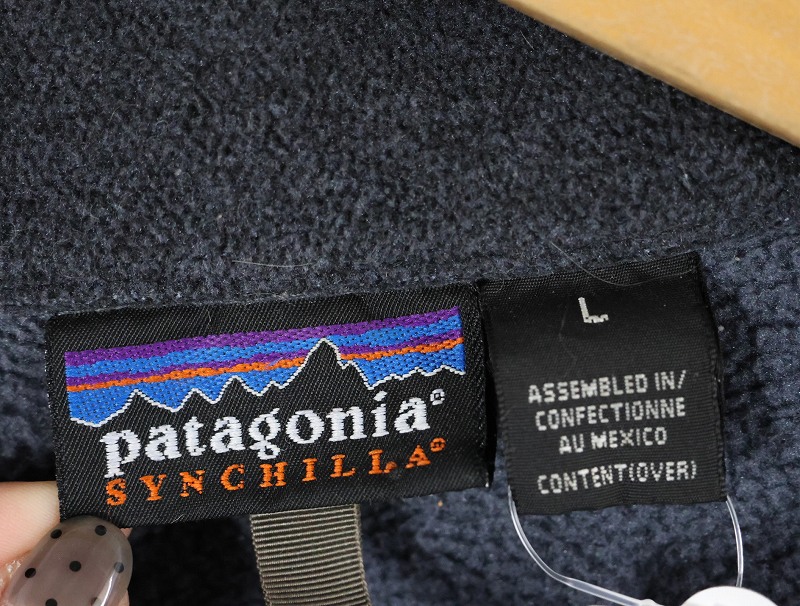 patagonia®
SYNCHILLA®
L
ASSEMBLED IN/
CONFECTIONNE
AU MEXICO
CONTENT(OVER)